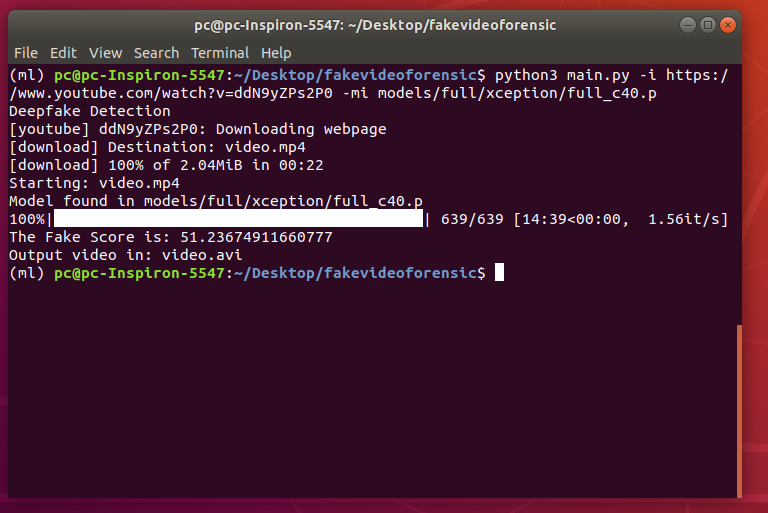 pc@pc-Inspiron-5547: ~/Desktop/fakevideoforensic
File Edit View Search Terminal Help
(ml) pc@pc-Inspiron-5547:~/Desktop/fakevideoforensic$ python3 main.py -i https:/
/www.youtube.com/watch?v=ddN9yZPs2P0 -mi models/full/xception/full_c40.p
Deepfake Detection
[youtube] ddN9yZPs2P0: Downloading webpage
[download] Destination: video.mp4
[download] 100% of 2.04MiB in 00:22
Starting: video.mp4
Model found in models/full/xception/full_c40.p
100%| | 639/639 [14:39<00:00,  1.56it/s]
The Fake Score is: 51.23674911660777
Output video in: video.avi
(ml) pc@pc-Inspiron-5547:~/Desktop/fakevideoforensic$